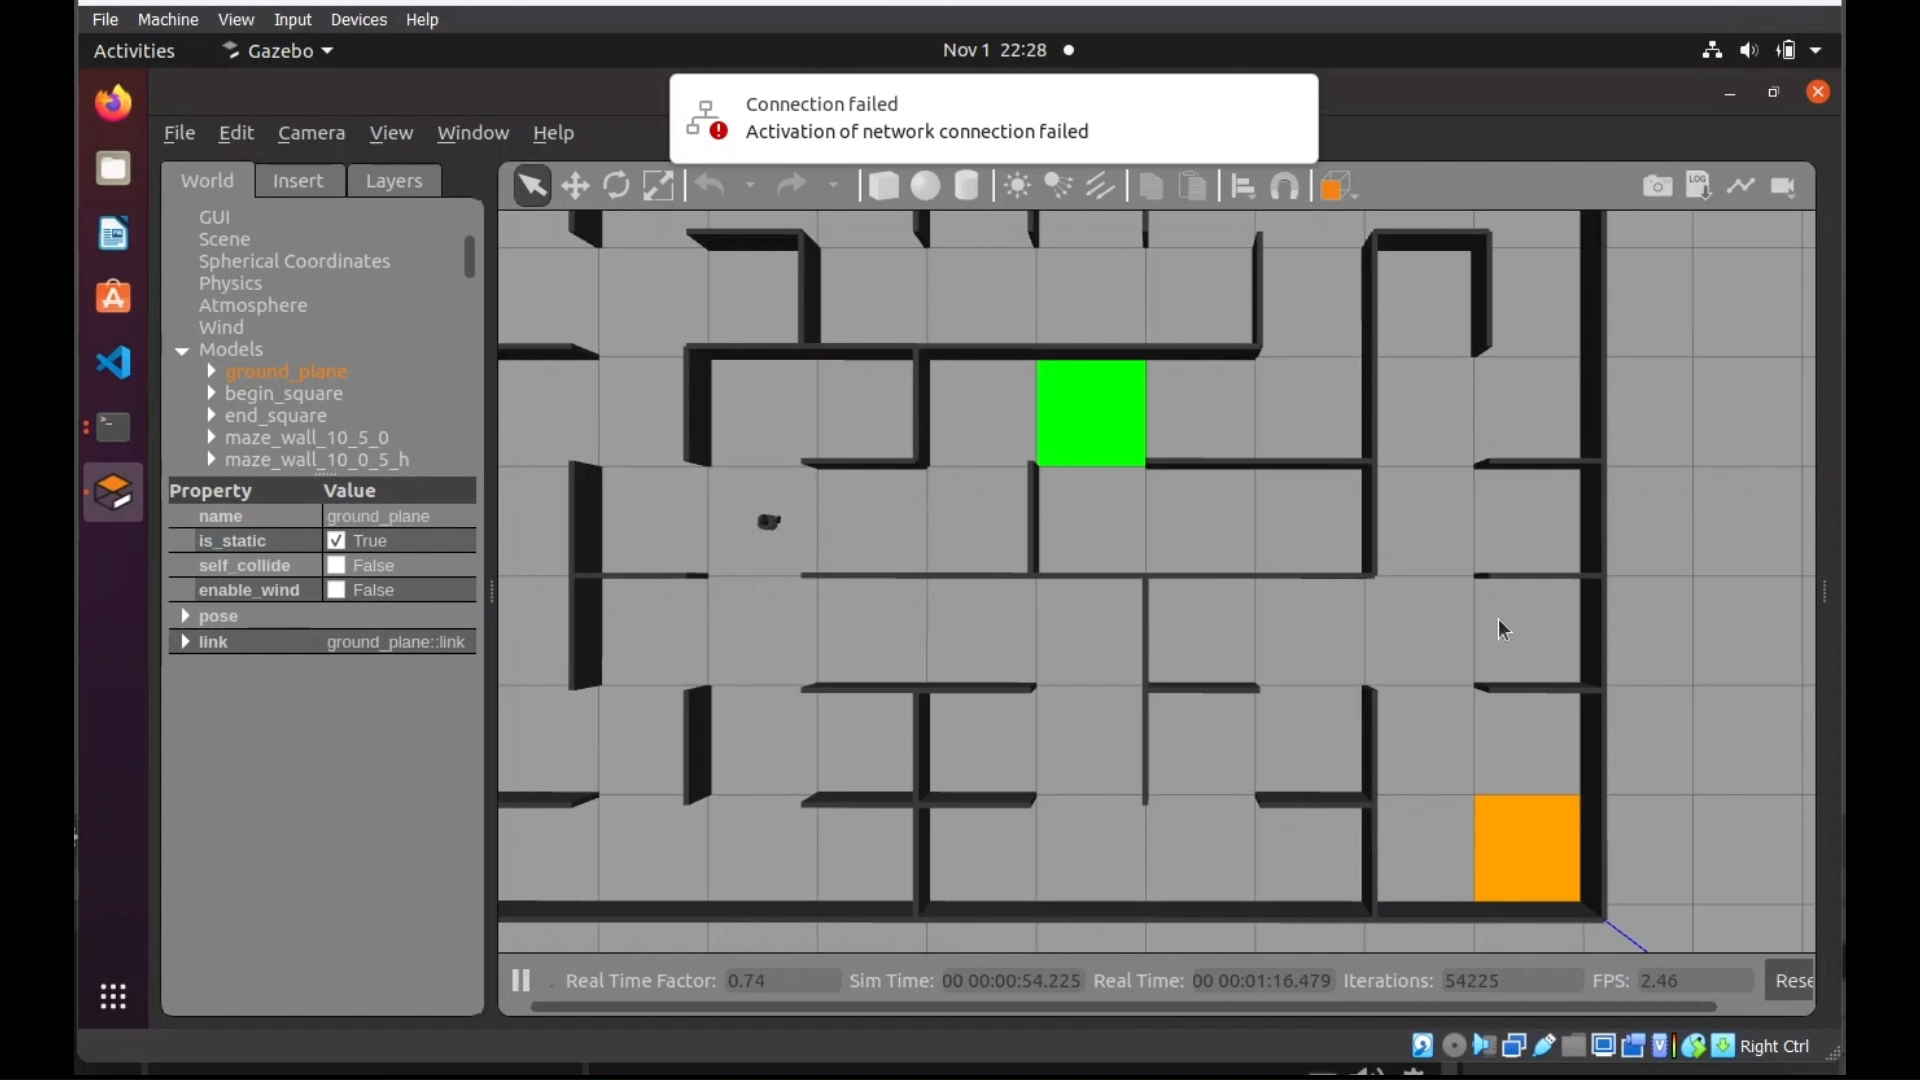 File Machine View Input Devices Help
Activities Gazebo Nov 1 22:28
Connection failed
Activation of network connection failed
File Edit Camera View Window Help
World Insert Layers
LOG
GUI
Scene
Spherical Coordinates
Physics
Atmosphere
Wind
Models
ground_plane
begin_square
end_square
maze_wall_10_5_0
maze_wall_10_0_5_h
Property Value
name ground_plane
is_static True
self_collide False
enable_wind False
pose
link ground_plane::link
Real Time Factor: 0.74 Sim Time: 00 00:00:54.225 Real Time: 00 00:01:16.479 Iterations: 54225 FPS: 2.46 Rese
Right Ctrl